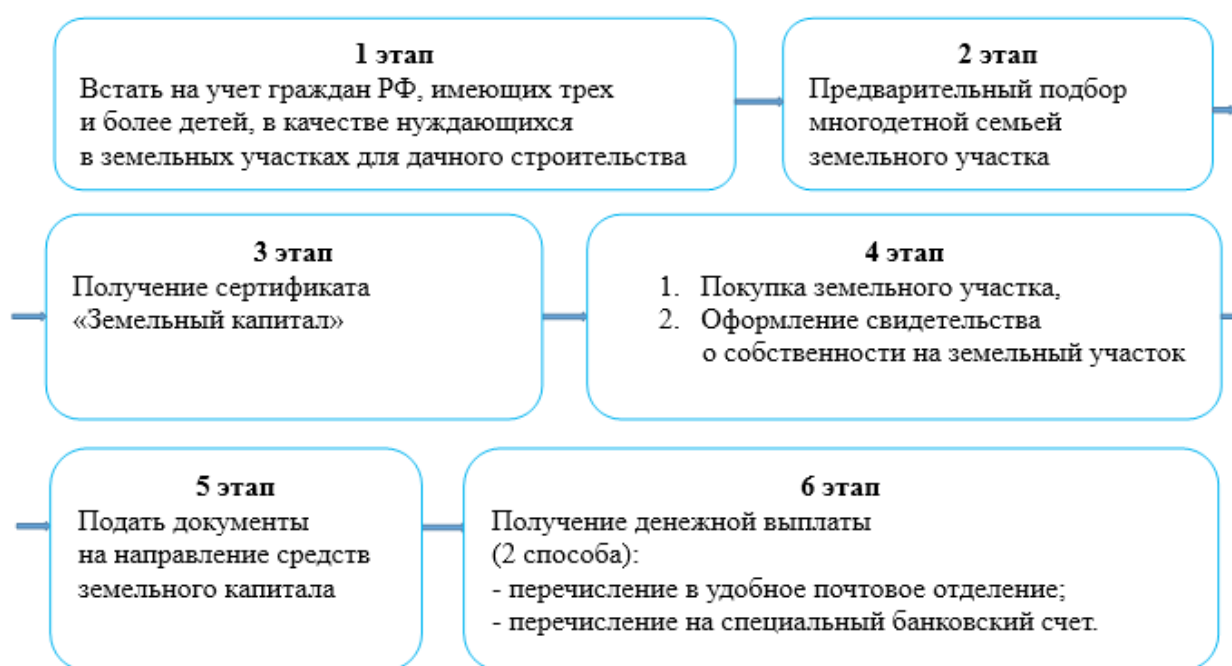 1 этап
Встать на учет граждан РФ, имеющих трех
и более детей, в качестве нуждающихся
в земельных участках для дачного строительства
2 этап
Предварительный подбор
многодетной семьей
земельного участка
3 этап
Получение сертификата
«Земельный капитал»
4 этап
1. Покупка земельного участка,
2. Оформление свидетельства
о собственности на земельный участок
5 этап
Подать документы
на направление средств
земельного капитала
6 этап
Получение денежной выплаты
(2 способа):
- перечисление в удобное почтовое отделение;
- перечисление на специальный банковский счет.